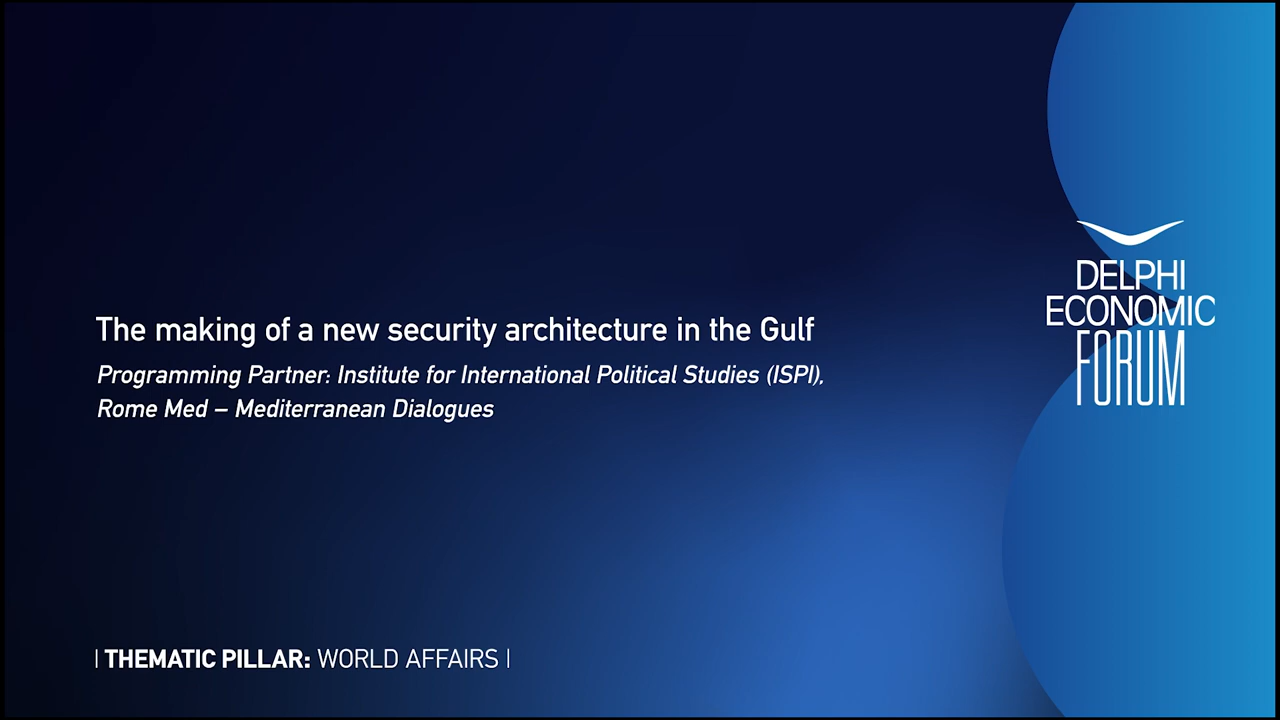 The making of a new security architecture in the Gulf
Programming Partner: Institute for International Political Studies (ISPI),
Rome Med – Mediterranean Dialogues
DELPHI
ECONOMIC
FORUM
| THEMATIC PILLAR: WORLD AFFAIRS |